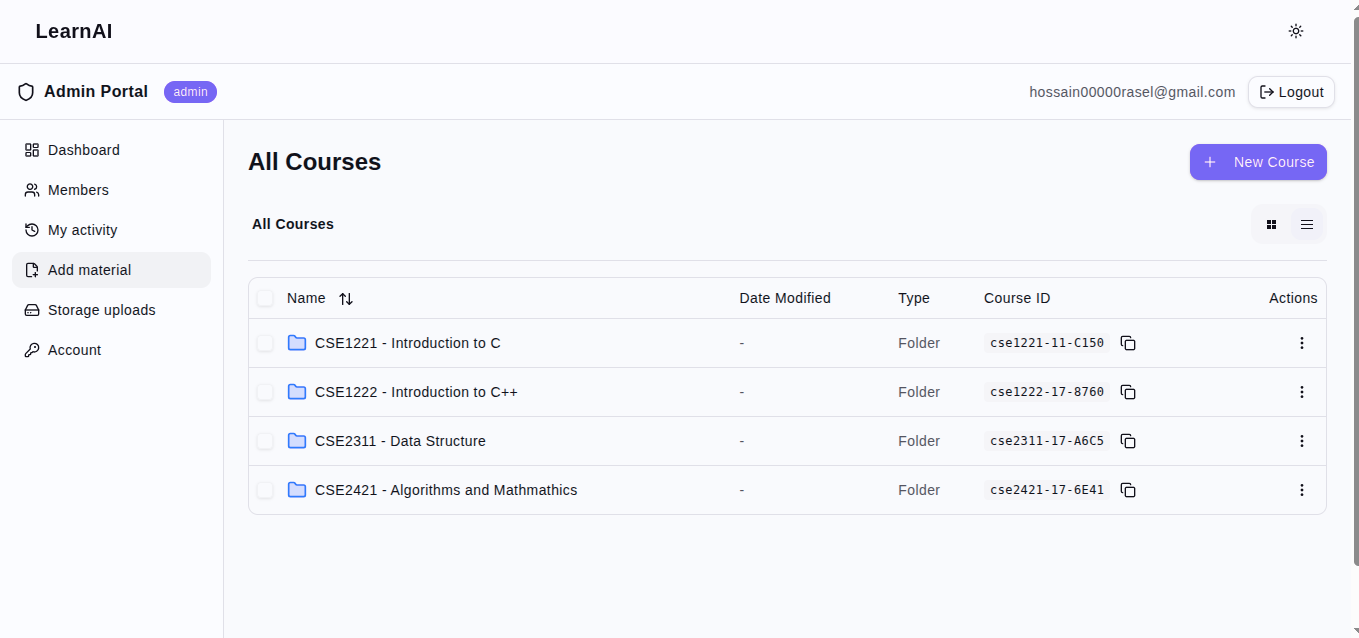 LearnAI
Admin Portal admin hossain00000rasel@gmail.com Logout
Dashboard
Members
My activity
Add material
Storage uploads
Account
All Courses New Course
All Courses
Name Date Modified Type Course ID Actions
CSE1221 - Introduction to C - Folder cse1221-11-C150
CSE1222 - Introduction to C++ - Folder cse1222-17-8760
CSE2311 - Data Structure - Folder cse2311-17-A6C5
CSE2421 - Algorithms and Mathmathics - Folder cse2421-17-6E41